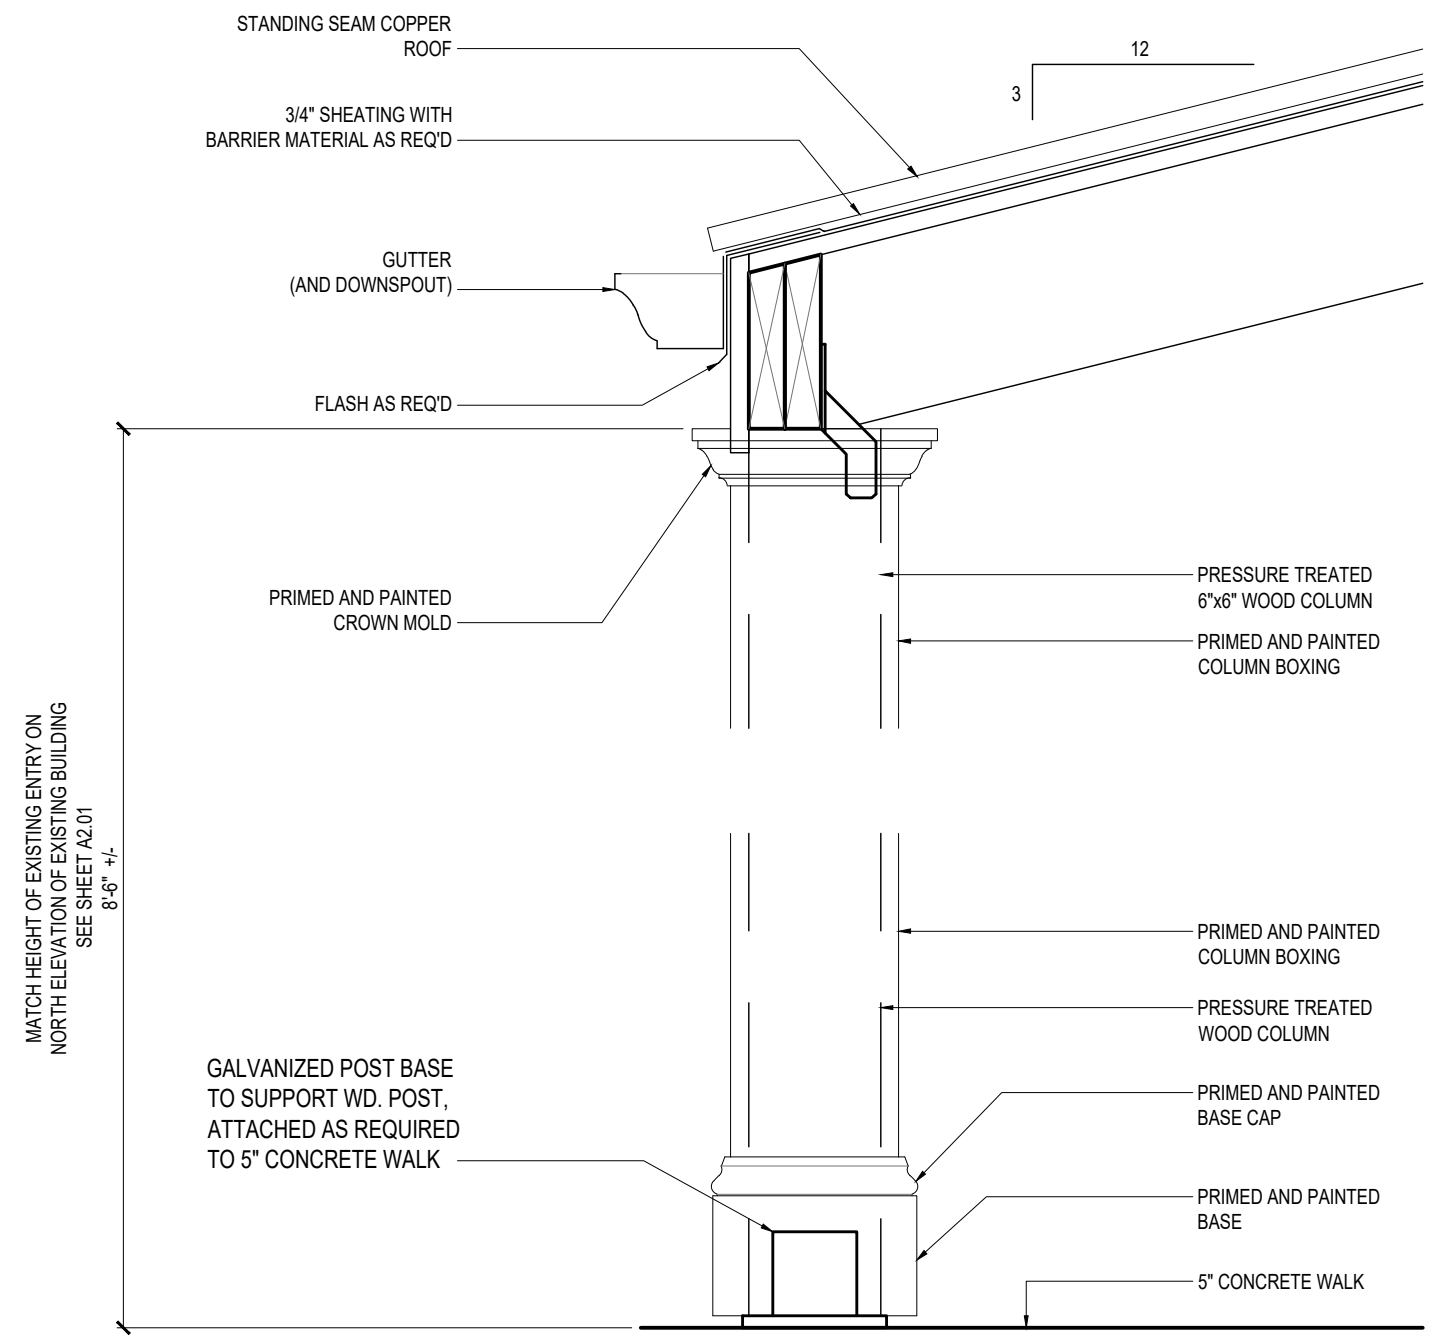 STANDING SEAM COPPER
ROOF
12
3
3/4" SHEATING WITH
BARRIER MATERIAL AS REQ'D
GUTTER
(AND DOWNSPOUT)
FLASH AS REQ'D
PRIMED AND PAINTED
CROWN MOLD
PRESSURE TREATED
6"x6" WOOD COLUMN
PRIMED AND PAINTED
COLUMN BOXING
MATCH HEIGHT OF EXISTING ENTRY ON
NORTH ELEVATION OF EXISTING BUILDING
SEE SHEET A2.01
8'-6" +/-
PRIMED AND PAINTED
COLUMN BOXING
PRESSURE TREATED
WOOD COLUMN
GALVANIZED POST BASE
TO SUPPORT WD. POST,
ATTACHED AS REQUIRED
TO 5" CONCRETE WALK
PRIMED AND PAINTED
BASE CAP
PRIMED AND PAINTED
BASE
5" CONCRETE WALK